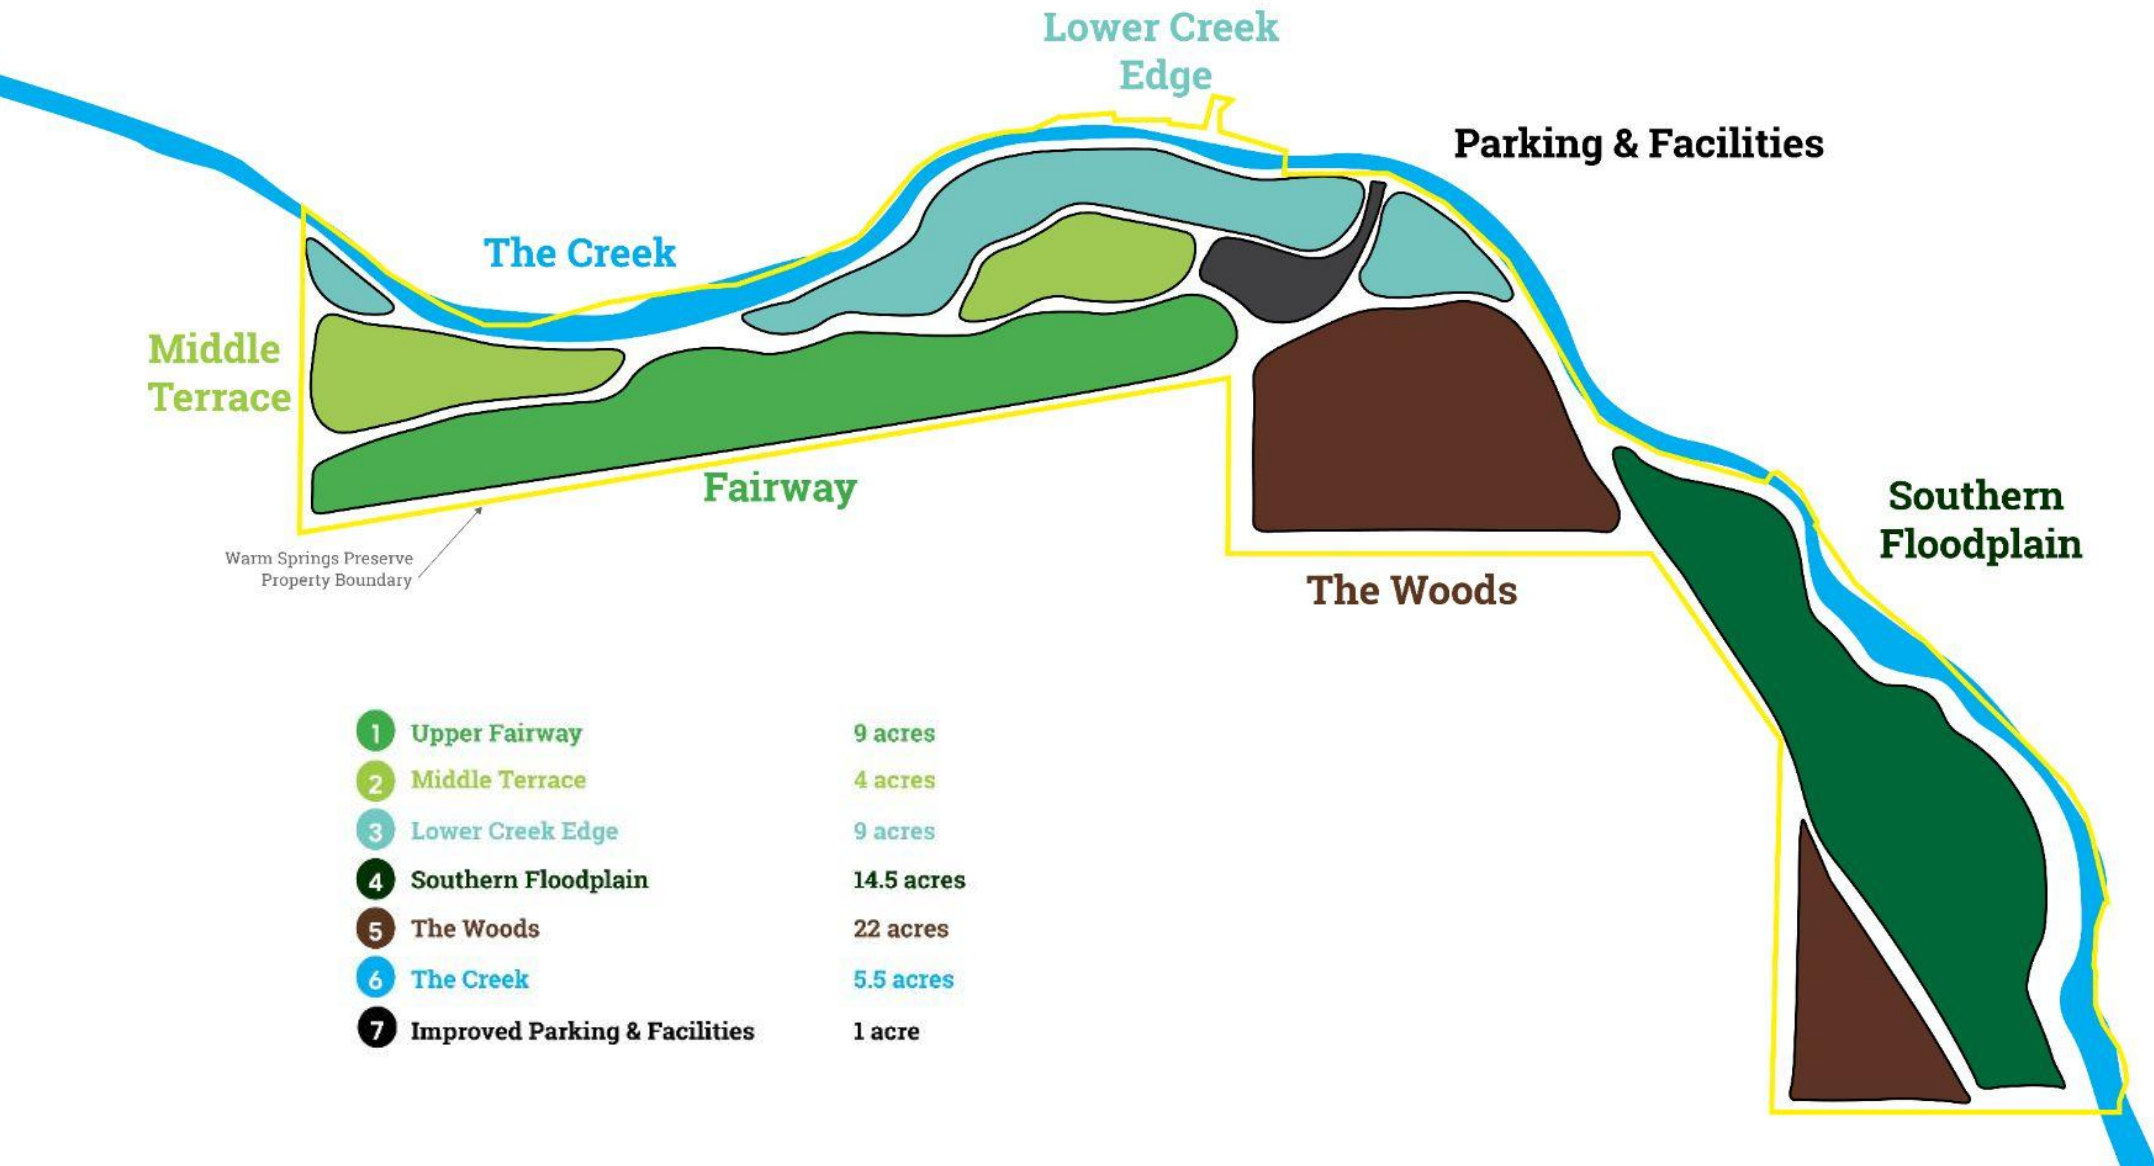 Lower Creek
Edge
Parking & Facilities
The Creek
Middle
Terrace
Fairway
Southern
Floodplain
Warm Springs Preserve
Property Boundary
The Woods
1 Upper Fairway 9 acres
2 Middle Terrace 4 acres
3 Lower Creek Edge 9 acres
4 Southern Floodplain 14.5 acres
5 The Woods 22 acres
6 The Creek 5.5 acres
7 Improved Parking & Facilities 1 acre